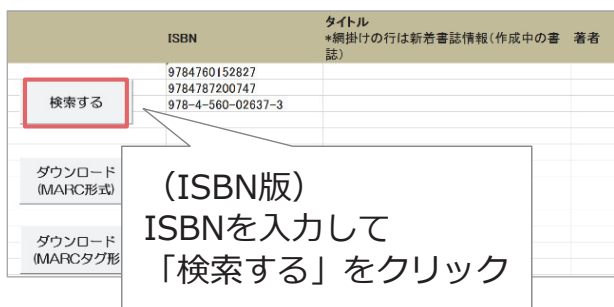 ISBN
タイトル
*網掛けの行は新着書誌情報(作成中の書
誌)
著者
9784760152827
9784787200747
978-4-560-02637-3
検索する
ダウンロード
(MARC形式)
ダウンロード
(MARCタグ形
（ISBN版）
ISBNを入力して
「検索する」をクリック